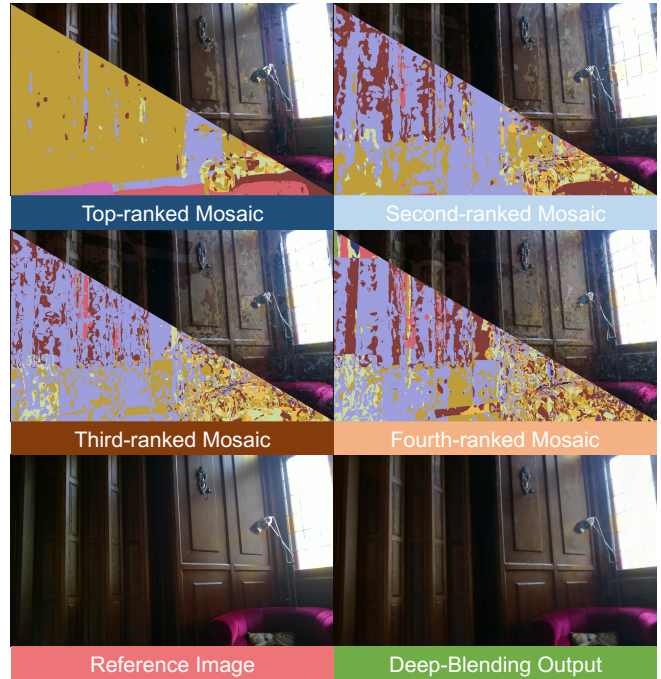 Top-ranked Mosaic
Second-ranked Mosaic
Third-ranked Mosaic
Fourth-ranked Mosaic
Reference Image
Deep-Blending Output